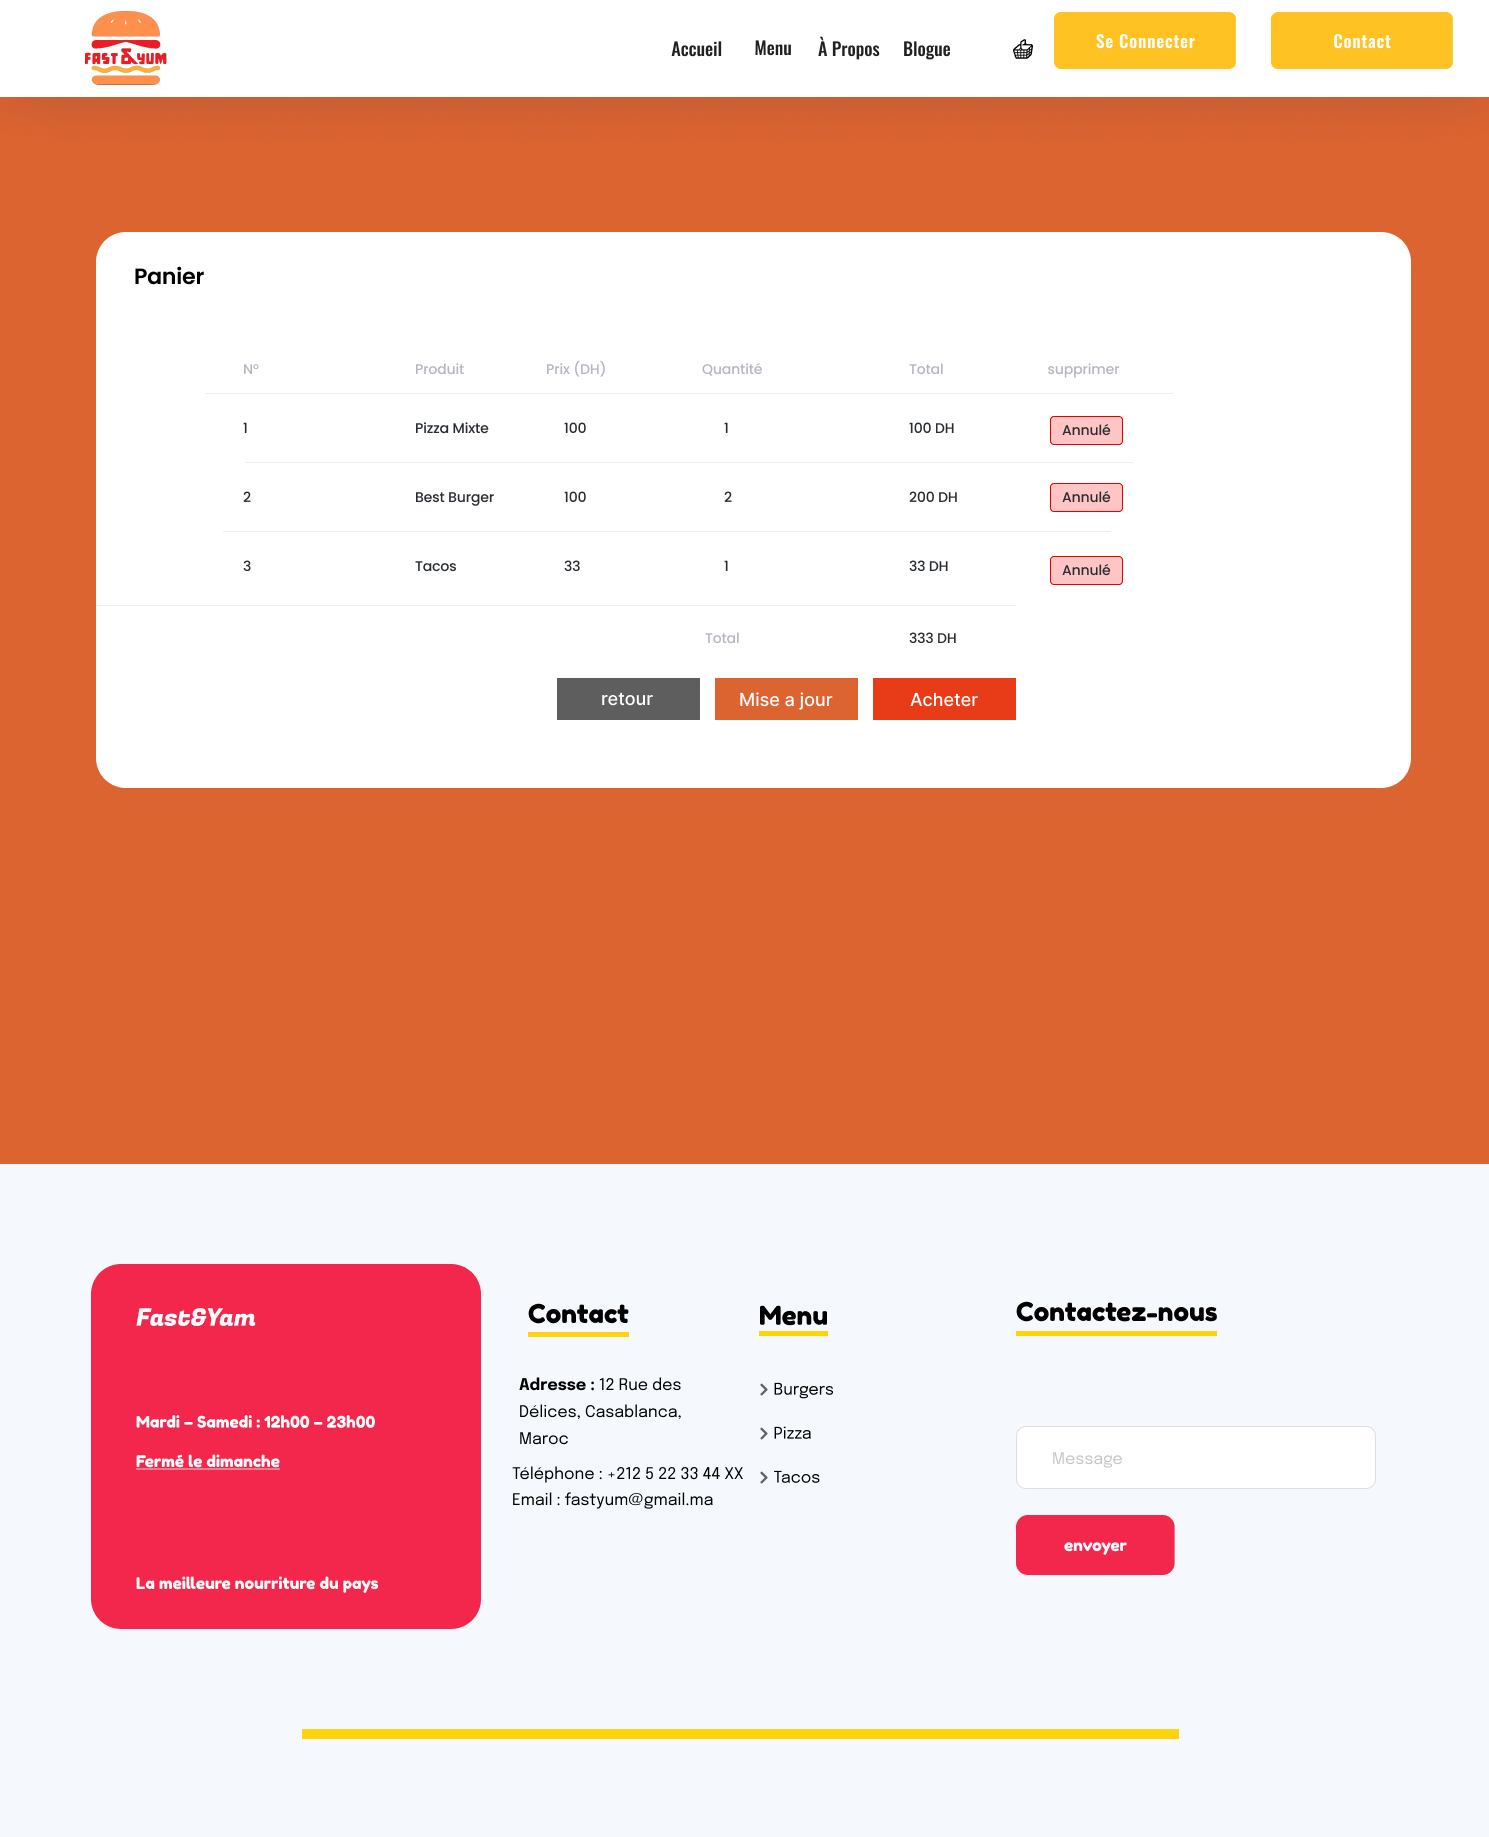 FAST & YUM
Accueil Menu À Propos Blogue Se Connecter Contact
Panier
N° Produit Prix (DH) Quantité Total supprimer
1 Pizza Mixte 100 1 100 DH Annulé
2 Best Burger 100 2 200 DH Annulé
3 Tacos 33 1 33 DH Annulé
Total 333 DH
retour Mise a jour Acheter
Fast&Yam
Mardi – Samedi : 12h00 – 23h00
Fermé le dimanche
La meilleure nourriture du pays
Contact
Adresse : 12 Rue des
Délices, Casablanca,
Maroc
Téléphone : +212 5 22 33 44 XX
Email : fastyum@gmail.ma
Menu
Burgers
Pizza
Tacos
Contactez-nous
Message
envoyer